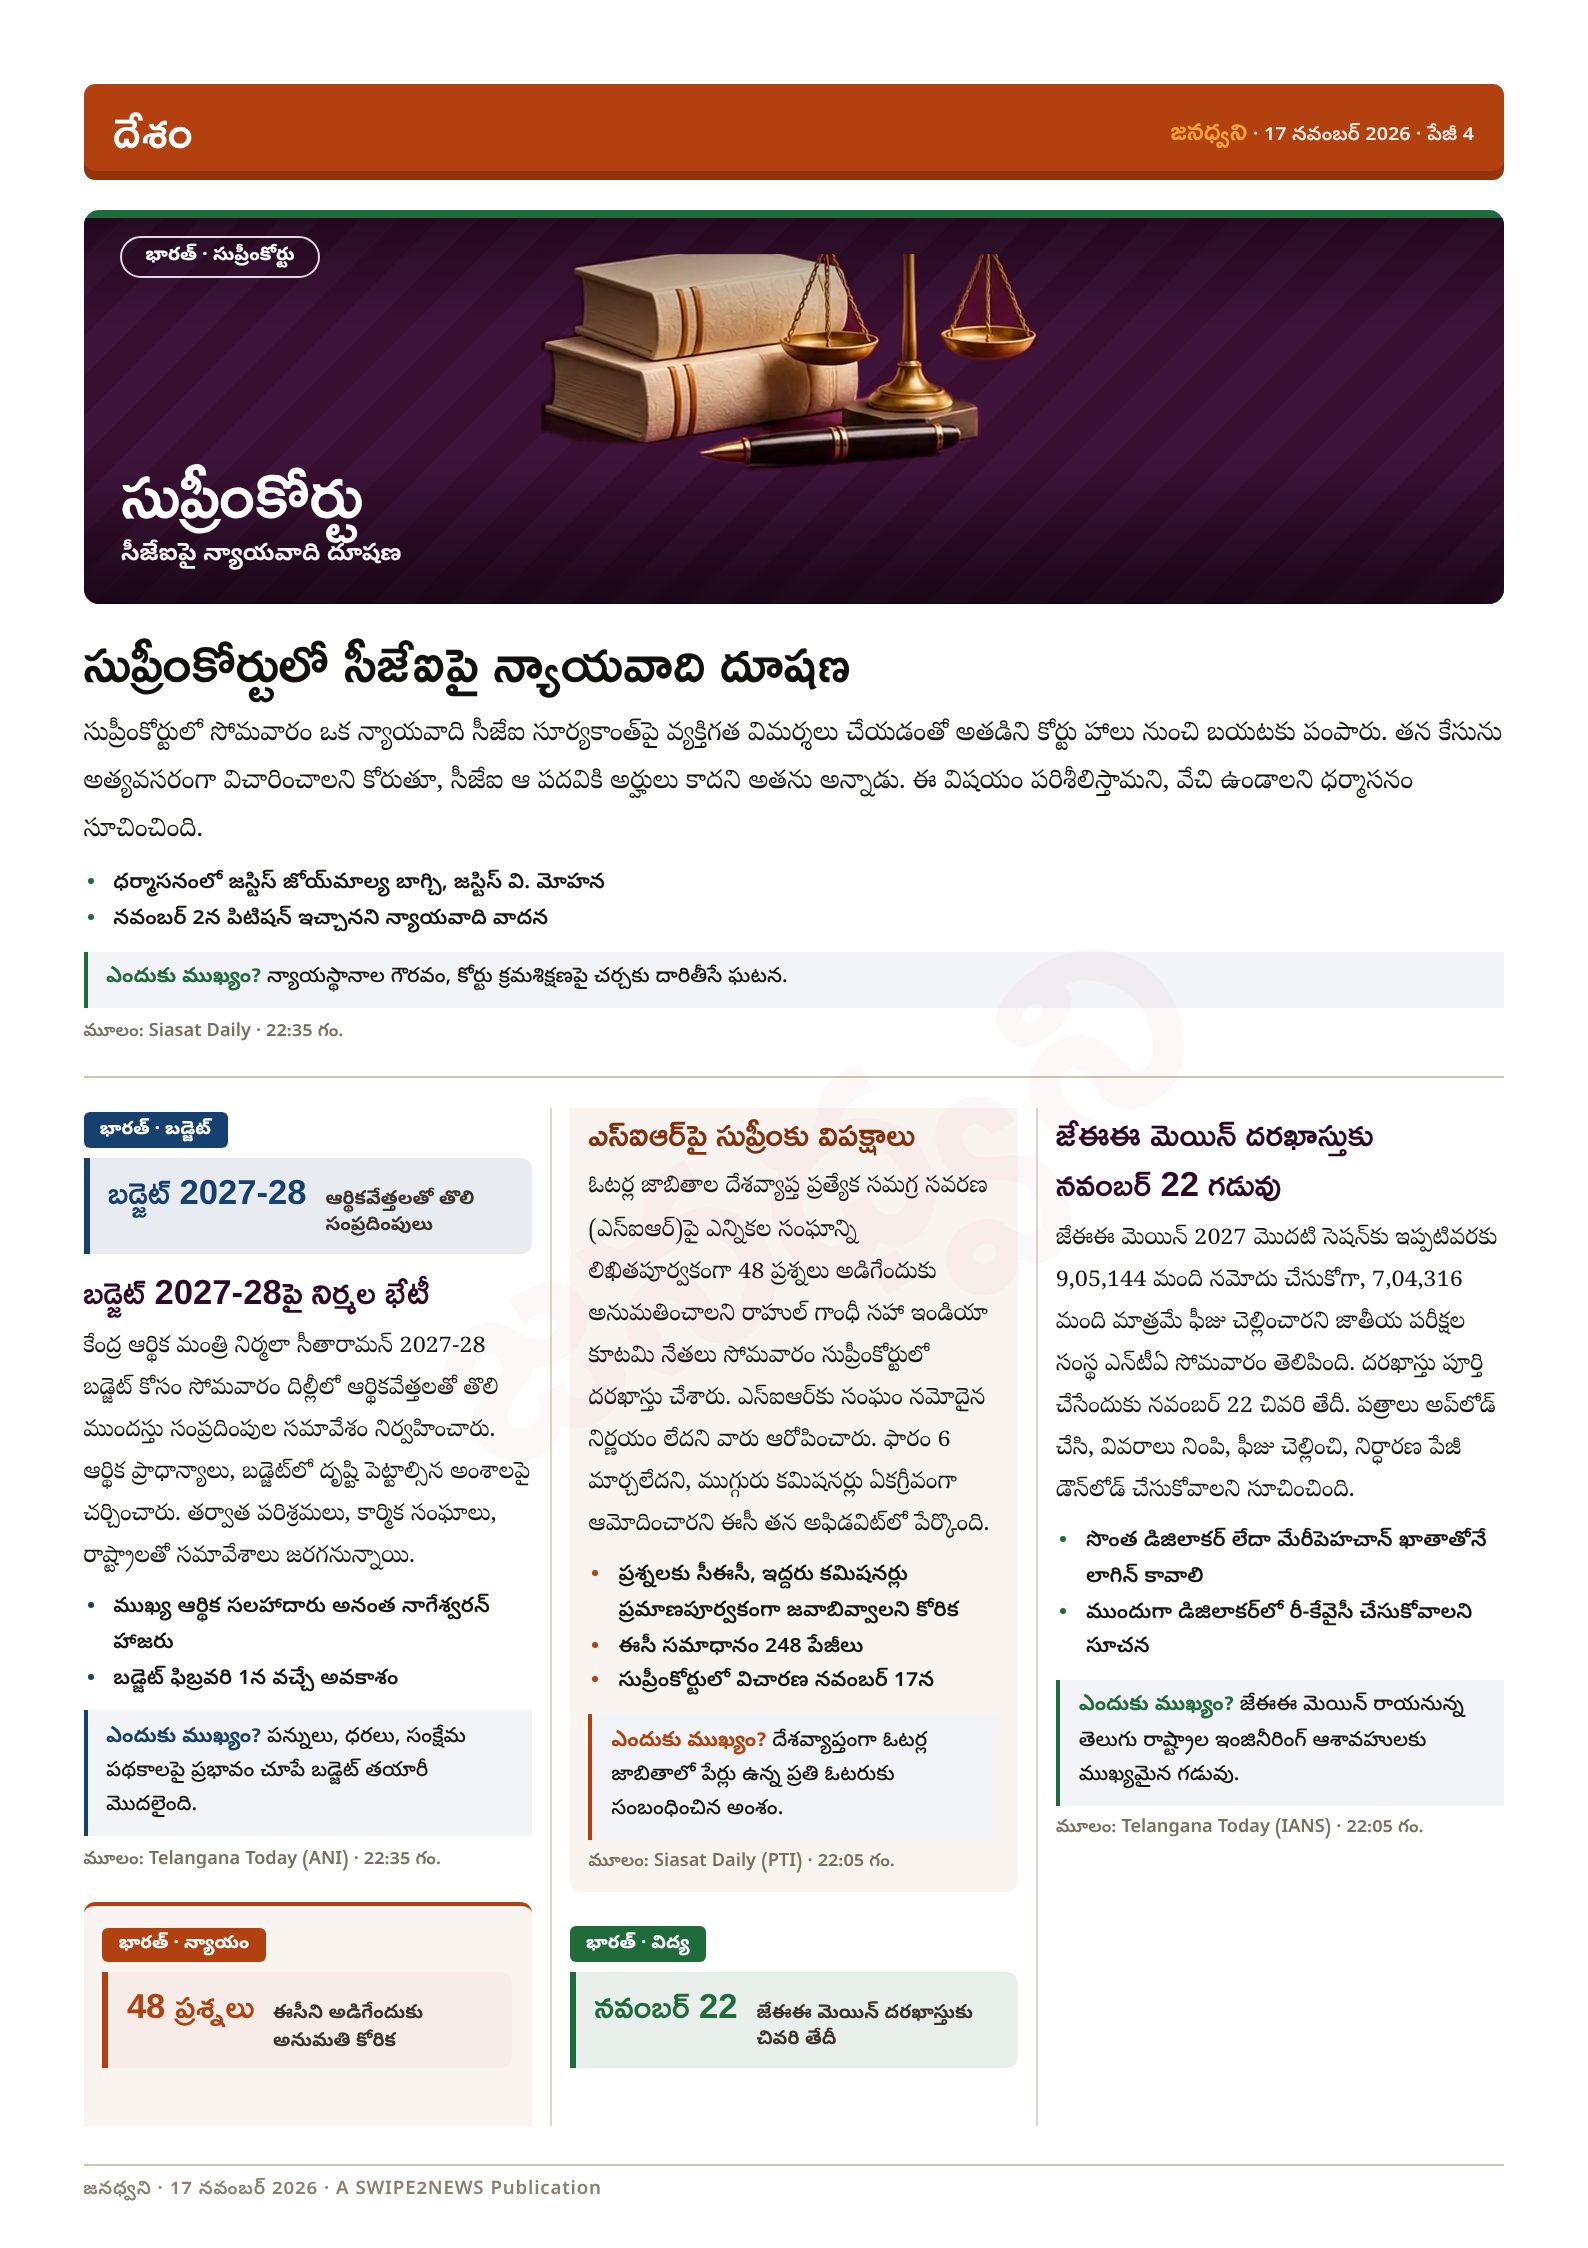 దేశం
జనధ్వని · 17 నవంబర్ 2026 · పేజీ 4
భారత్ · సుప్రీంకోర్టు
సుప్రీంకోర్టు
సీజేఐపై న్యాయవాది దూషణ
సుప్రీంకోర్టులో సీజేఐపై న్యాయవాది దూషణ
సుప్రీంకోర్టులో సోమవారం ఒక న్యాయవాది సీజేఐ సూర్యకాంత్‌పై వ్యక్తిగత విమర్శలు చేయడంతో అతడిని కోర్టు హాలు నుంచి బయటకు పంపారు. తన కేసును
అత్యవసరంగా విచారించాలని కోరుతూ, సీజేఐ ఆ పదవికి అర్హులు కాదని అతను అన్నాడు. ఈ విషయం పరిశీలిస్తామని, వేచి ఉండాలని ధర్మాసనం
సూచించింది.
• ధర్మాసనంలో జస్టిస్ జోయ్‌మాల్య బాగ్చి, జస్టిస్ వి. మోహన
• నవంబర్ 2న పిటిషన్ ఇచ్చానని న్యాయవాది వాదన
ఎందుకు ముఖ్యం? న్యాయస్థానాల గౌరవం, కోర్టు క్రమశిక్షణపై చర్చకు దారితీసే ఘటన.
మూలం: Siasat Daily · 22:35 గం.
భారత్ · బడ్జెట్
బడ్జెట్ 2027-28
ఆర్థికవేత్తలతో తొలి
సంప్రదింపులు
బడ్జెట్ 2027-28పై నిర్మల భేటీ
కేంద్ర ఆర్థిక మంత్రి నిర్మలా సీతారామన్ 2027-28
బడ్జెట్ కోసం సోమవారం దిల్లీలో ఆర్థికవేత్తలతో తొలి
ముందస్తు సంప్రదింపుల సమావేశం నిర్వహించారు.
ఆర్థిక ప్రాధాన్యాలు, బడ్జెట్‌లో దృష్టి పెట్టాల్సిన అంశాలపై
చర్చించారు. తర్వాత పరిశ్రమలు, కార్మిక సంఘాలు,
రాష్ట్రాలతో సమావేశాలు జరగనున్నాయి.
• ముఖ్య ఆర్థిక సలహాదారు అనంత నాగేశ్వరన్
హాజరు
• బడ్జెట్ ఫిబ్రవరి 1న వచ్చే అవకాశం
ఎందుకు ముఖ్యం? పన్నులు, ధరలు, సంక్షేమ
పథకాలపై ప్రభావం చూపే బడ్జెట్ తయారీ
మొదలైంది.
మూలం: Telangana Today (ANI) · 22:35 గం.
భారత్ · న్యాయం
48 ప్రశ్నలు
ఈసీని అడిగేందుకు
అనుమతి కోరిక
ఎస్ఐఆర్‌పై సుప్రీంకు విపక్షాలు
ఓటర్ల జాబితాల దేశవ్యాప్త ప్రత్యేక సమగ్ర సవరణ
(ఎస్ఐఆర్)పై ఎన్నికల సంఘాన్ని
లిఖితపూర్వకంగా 48 ప్రశ్నలు అడిగేందుకు
అనుమతించాలని రాహుల్ గాంధీ సహా ఇండియా
కూటమి నేతలు సోమవారం సుప్రీంకోర్టులో
దరఖాస్తు చేశారు. ఎస్ఐఆర్‌కు సంఘం నమోదైన
నిర్ణయం లేదని వారు ఆరోపించారు. ఫారం 6
మార్చలేదని, ముగ్గురు కమిషనర్లు ఏకగ్రీవంగా
ఆమోదించారని ఈసీ తన అఫిడవిట్‌లో పేర్కొంది.
• ప్రశ్నలకు సీఈసీ, ఇద్దరు కమిషనర్లు
ప్రమాణపూర్వకంగా జవాబివ్వాలని కోరిక
• ఈసీ సమాధానం 248 పేజీలు
• సుప్రీంకోర్టులో విచారణ నవంబర్ 17న
ఎందుకు ముఖ్యం? దేశవ్యాప్తంగా ఓటర్ల
జాబితాలో పేర్లు ఉన్న ప్రతి ఓటరుకు
సంబంధించిన అంశం.
మూలం: Siasat Daily (PTI) · 22:05 గం.
భారత్ · విద్య
నవంబర్ 22
జేఈఈ మెయిన్ దరఖాస్తుకు
చివరి తేదీ
జేఈఈ మెయిన్ దరఖాస్తుకు
నవంబర్ 22 గడువు
జేఈఈ మెయిన్ 2027 మొదటి సెషన్‌కు ఇప్పటివరకు
9,05,144 మంది నమోదు చేసుకోగా, 7,04,316
మంది మాత్రమే ఫీజు చెల్లించారని జాతీయ పరీక్షల
సంస్థ ఎన్‌టీఏ సోమవారం తెలిపింది. దరఖాస్తు పూర్తి
చేసేందుకు నవంబర్ 22 చివరి తేదీ. పత్రాలు అప్‌లోడ్
చేసి, వివరాలు నింపి, ఫీజు చెల్లించి, నిర్ధారణ పేజీ
డౌన్‌లోడ్ చేసుకోవాలని సూచించింది.
• సొంత డిజిలాకర్ లేదా మేరీపెహచాన్ ఖాతాతోనే
లాగిన్ కావాలి
• ముందుగా డిజిలాకర్‌లో రీ-కేవైసీ చేసుకోవాలని
సూచన
ఎందుకు ముఖ్యం? జేఈఈ మెయిన్ రాయనున్న
తెలుగు రాష్ట్రాల ఇంజినీరింగ్ ఆశావహులకు
ముఖ్యమైన గడువు.
మూలం: Telangana Today (IANS) · 22:05 గం.
జనధ్వని
జనధ్వని · 17 నవంబర్ 2026 · A SWIPE2NEWS Publication